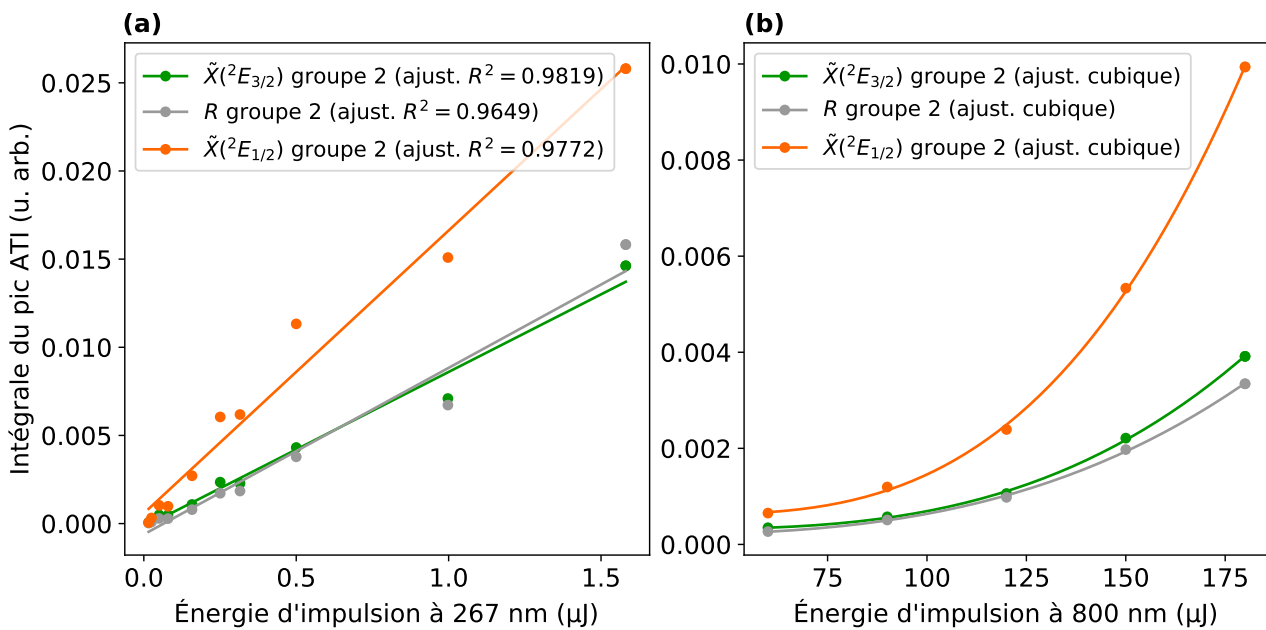 (a)
X̃(²E₃/₂) groupe 2 (ajust. R² = 0.9819)
R groupe 2 (ajust. R² = 0.9649)
X̃(²E₁/₂) groupe 2 (ajust. R² = 0.9772)
Intégrale du pic ATI (u. arb.)
0.025
0.020
0.015
0.010
0.005
0.000
0.0 0.5 1.0 1.5
Énergie d'impulsion à 267 nm (µJ)
(b)
X̃(²E₃/₂) groupe 2 (ajust. cubique)
R groupe 2 (ajust. cubique)
X̃(²E₁/₂) groupe 2 (ajust. cubique)
0.010
0.008
0.006
0.004
0.002
0.000
75 100 125 150 175
Énergie d'impulsion à 800 nm (µJ)